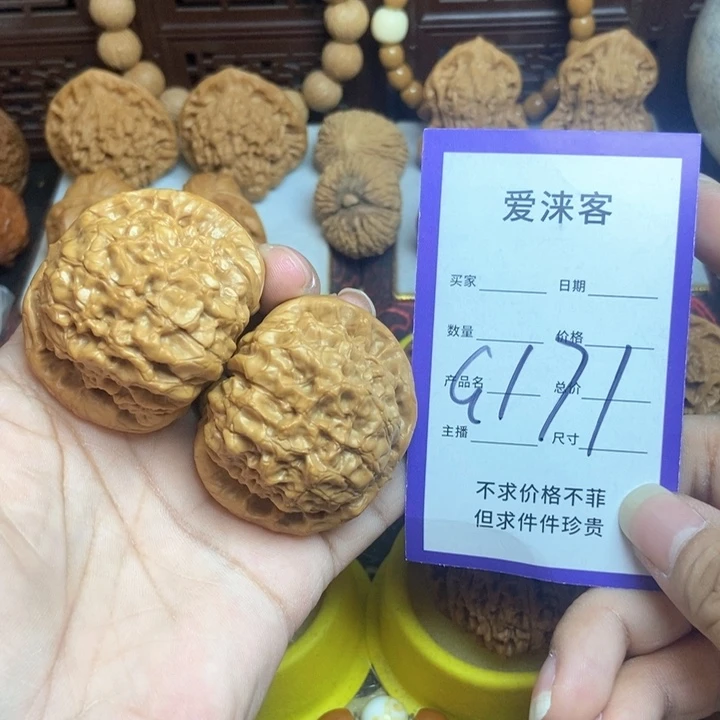 爱涞客
买家 日期
数量 价格
产品名 总价
G171
主播 尺寸
不求价格不菲
但求件件珍贵